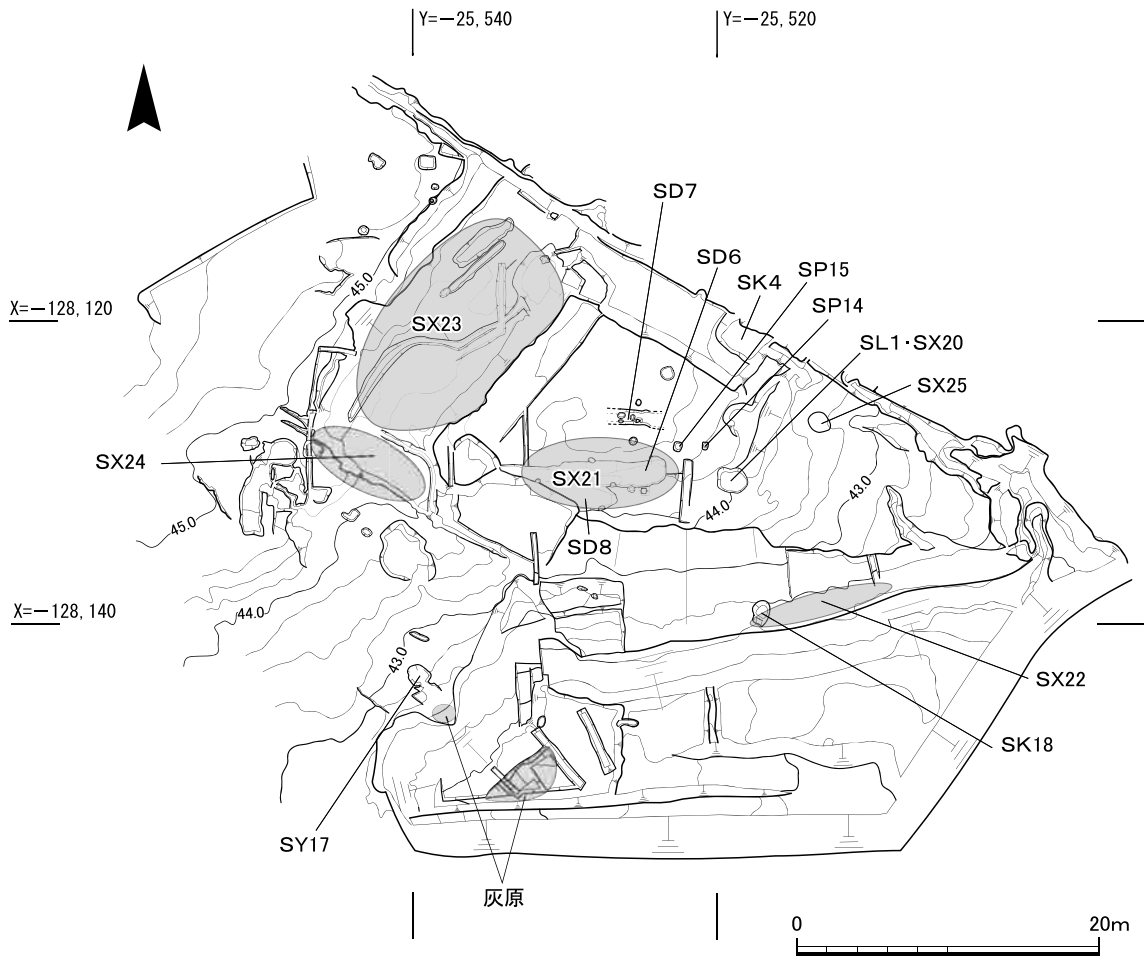 Y=−25,540
Y=−25,520
SD7
SD6
SP15
SK4
SP14
X=−128,120
45.0
SX23
SL1・SX20
SX25
SX24
SX21
43.0
44.0
45.0
SD8
X=−128,140
44.0
43.0
SX22
SK18
SY17
灰原
0
20m